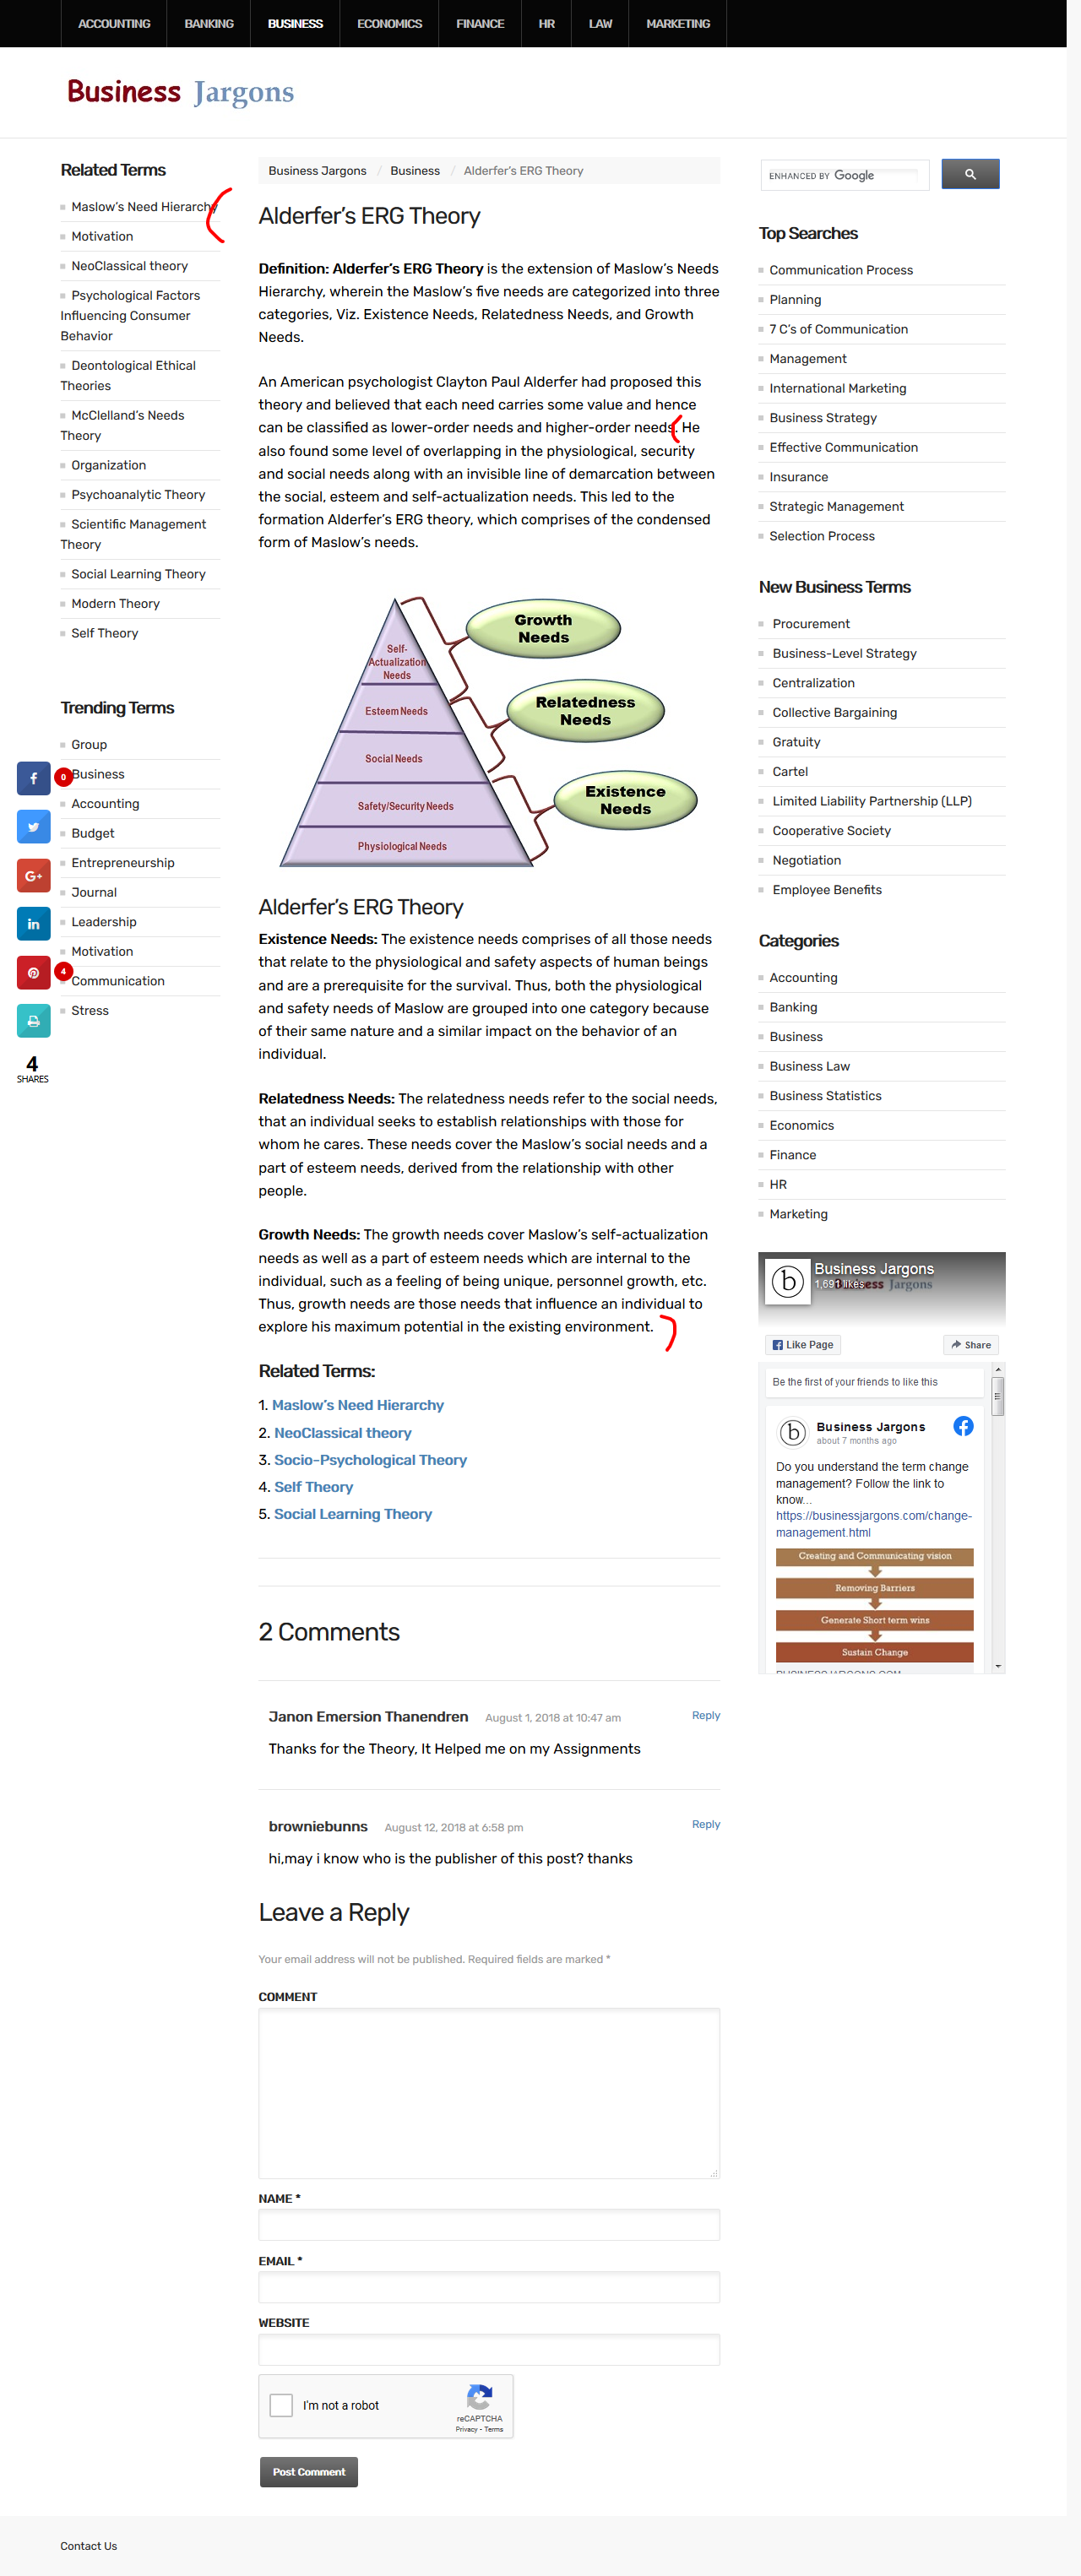 ACCOUNTING BANKING BUSINESS ECONOMICS FINANCE HR LAW MARKETING
Business Jargons
Related Terms
Maslow's Need Hierarchy
Motivation
NeoClassical theory
Psychological Factors
Influencing Consumer
Behavior
Deontological Ethical
Theories
McClelland's Needs
Theory
Organization
Psychoanalytic Theory
Scientific Management
Theory
Social Learning Theory
Modern Theory
Self Theory
Trending Terms
Group
Business
Accounting
Budget
Entrepreneurship
Journal
Leadership
Motivation
Communication
Stress
0
G+
in
4
4
SHARES
Business Jargons / Business / Alderfer's ERG Theory
Alderfer's ERG Theory
Definition: Alderfer's ERG Theory is the extension of Maslow's Needs
Hierarchy, wherein the Maslow's five needs are categorized into three
categories, Viz. Existence Needs, Relatedness Needs, and Growth
Needs.
An American psychologist Clayton Paul Alderfer had proposed this
theory and believed that each need carries some value and hence
can be classified as lower-order needs and higher-order needs. He
also found some level of overlapping in the physiological, security
and social needs along with an invisible line of demarcation between
the social, esteem and self-actualization needs. This led to the
formation Alderfer's ERG theory, which comprises of the condensed
form of Maslow's needs.
Self-
Actualization
Needs
Esteem Needs
Social Needs
Safety/Security Needs
Physiological Needs
Growth
Needs
Relatedness
Needs
Existence
Needs
Alderfer's ERG Theory
Existence Needs: The existence needs comprises of all those needs
that relate to the physiological and safety aspects of human beings
and are a prerequisite for the survival. Thus, both the physiological
and safety needs of Maslow are grouped into one category because
of their same nature and a similar impact on the behavior of an
individual.
Relatedness Needs: The relatedness needs refer to the social needs,
that an individual seeks to establish relationships with those for
whom he cares. These needs cover the Maslow's social needs and a
part of esteem needs, derived from the relationship with other
people.
Growth Needs: The growth needs cover Maslow's self-actualization
needs as well as a part of esteem needs which are internal to the
individual, such as a feeling of being unique, personnel growth, etc.
Thus, growth needs are those needs that influence an individual to
explore his maximum potential in the existing environment.
Related Terms:
1. Maslow's Need Hierarchy
2. NeoClassical theory
3. Socio-Psychological Theory
4. Self Theory
5. Social Learning Theory
2 Comments
Janon Emersion Thanendren August 1, 2018 at 10:47 am Reply
Thanks for the Theory, It Helped me on my Assignments
browniebunns August 12, 2018 at 6:58 pm Reply
hi,may i know who is the publisher of this post? thanks
Leave a Reply
Your email address will not be published. Required fields are marked *
COMMENT
NAME *
EMAIL *
WEBSITE
I'm not a robot
reCAPTCHA
Privacy - Terms
Post Comment
ENHANCED BY Google
Top Searches
Communication Process
Planning
7 C's of Communication
Management
International Marketing
Business Strategy
Effective Communication
Insurance
Strategic Management
Selection Process
New Business Terms
Procurement
Business-Level Strategy
Centralization
Collective Bargaining
Gratuity
Cartel
Limited Liability Partnership (LLP)
Cooperative Society
Negotiation
Employee Benefits
Categories
Accounting
Banking
Business
Business Law
Business Statistics
Economics
Finance
HR
Marketing
b
Business Jargons
1,691 likes
Business Jargons
Like Page Share
Be the first of your friends to like this
b
Business Jargons
about 7 months ago
Do you understand the term change
management? Follow the link to
know...
https://businessjargons.com/change-
management.html
Creating and Communicating vision
Removing Barriers
Generate Short term wins
Sustain Change
BUSINESSJARGONS.COM
Contact Us